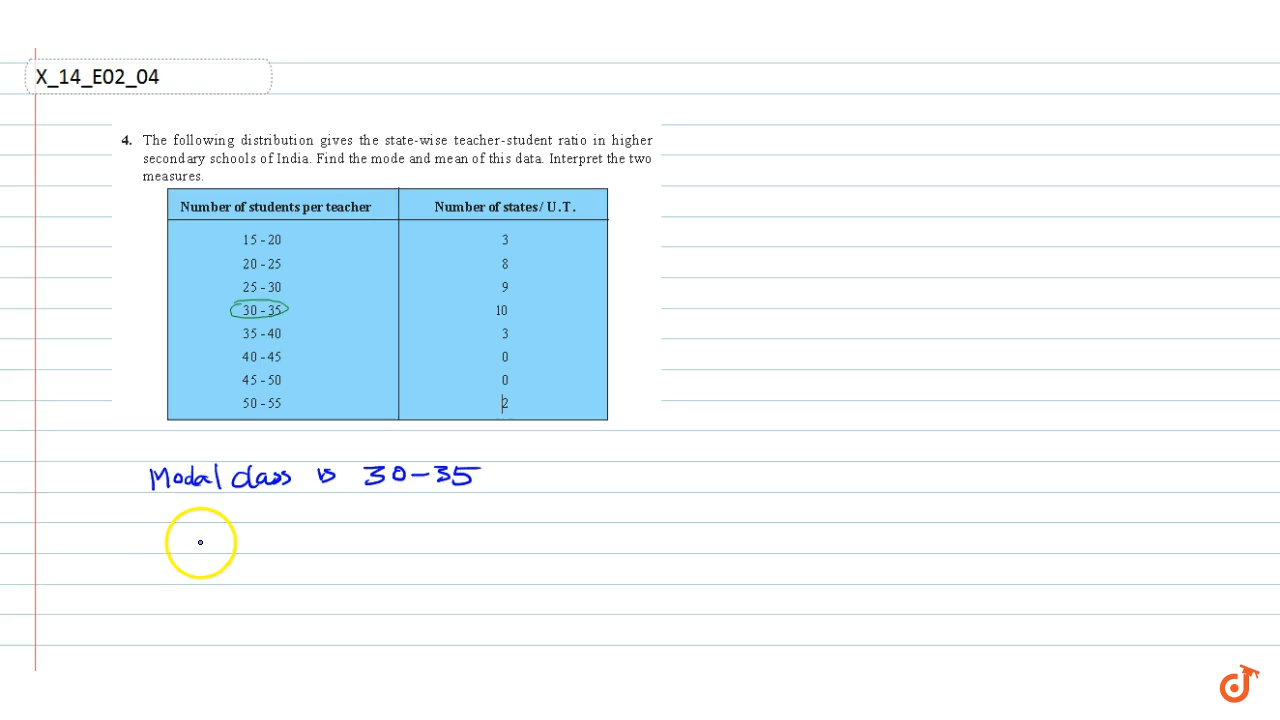 X_14_E02_04
4. The following distribution gives the state-wise teacher-student ratio in higher
secondary schools of India. Find the mode and mean of this data. Interpret the two
measures.
Number of students per teacher Number of states / U.T.
15 - 20 3
20 - 25 8
25 - 30 9
30 - 35 10
35 - 40 3
40 - 45 0
45 - 50 0
50 - 55 2
Modal class is 30-35